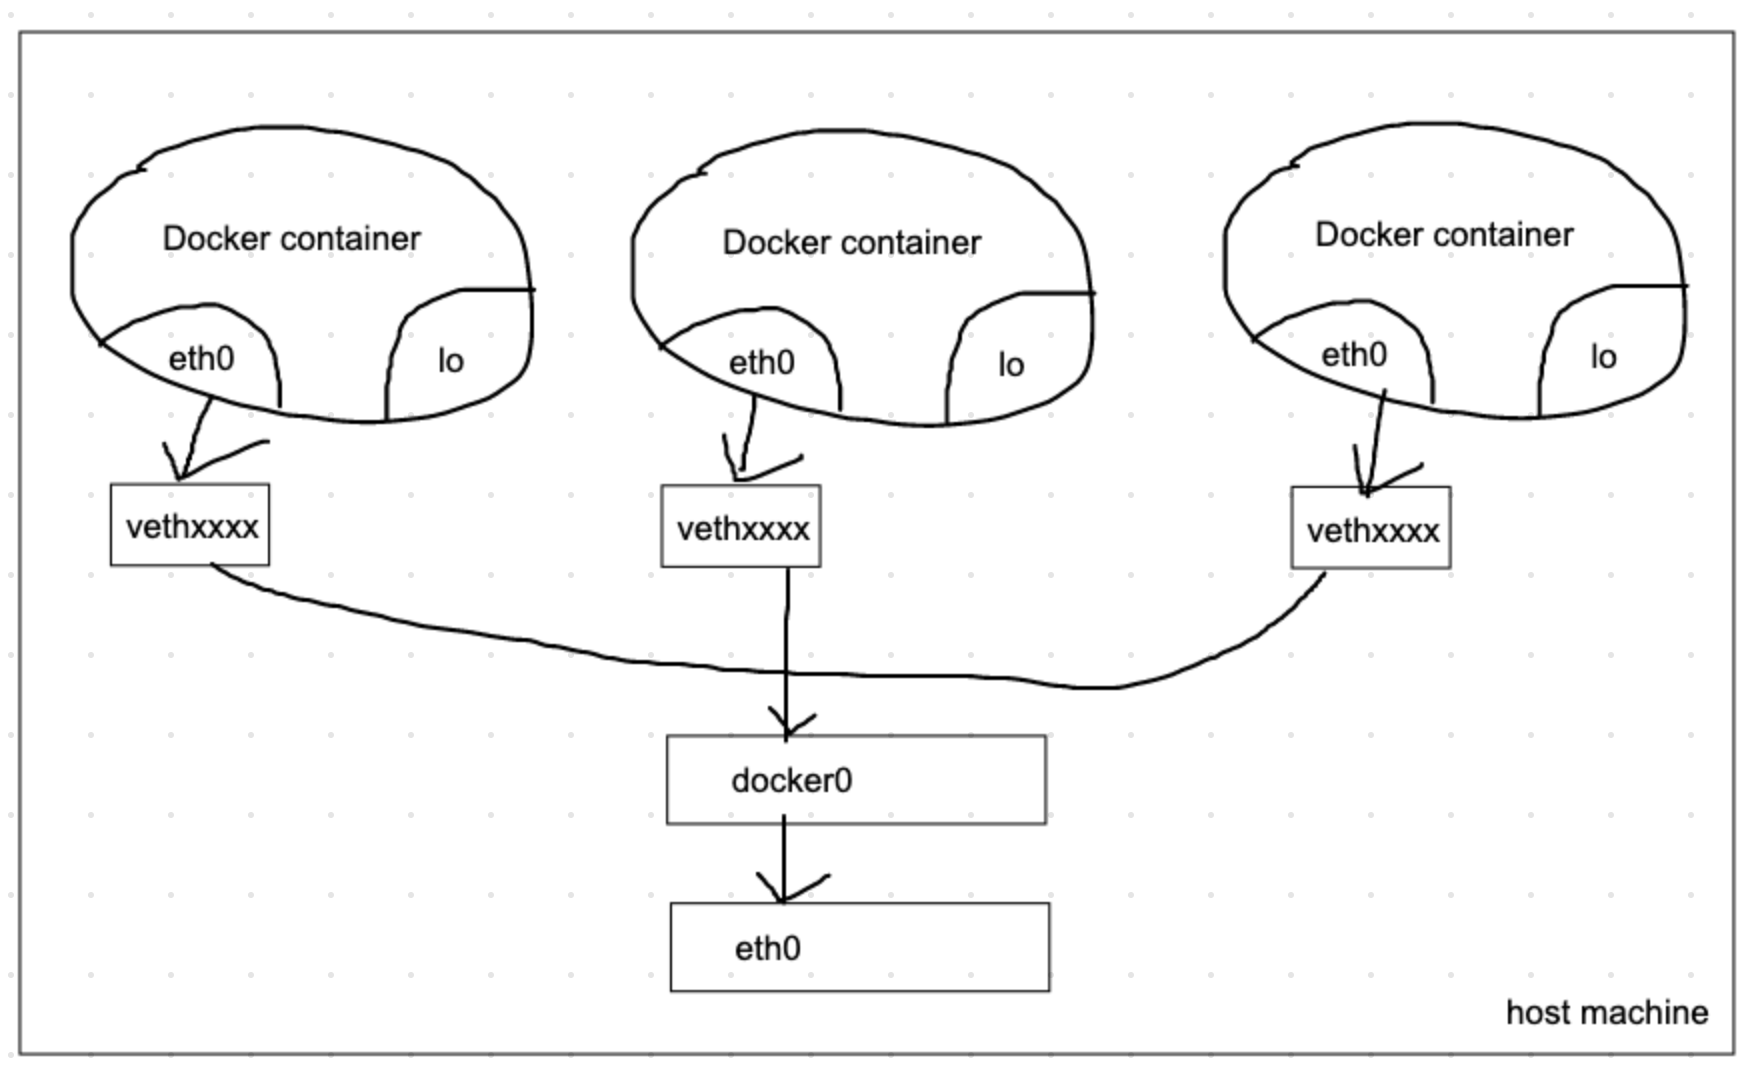 Docker container
Docker container
Docker container
eth0
lo
eth0
lo
eth0
lo
vethxxxx
vethxxxx
vethxxxx
docker0
eth0
host machine